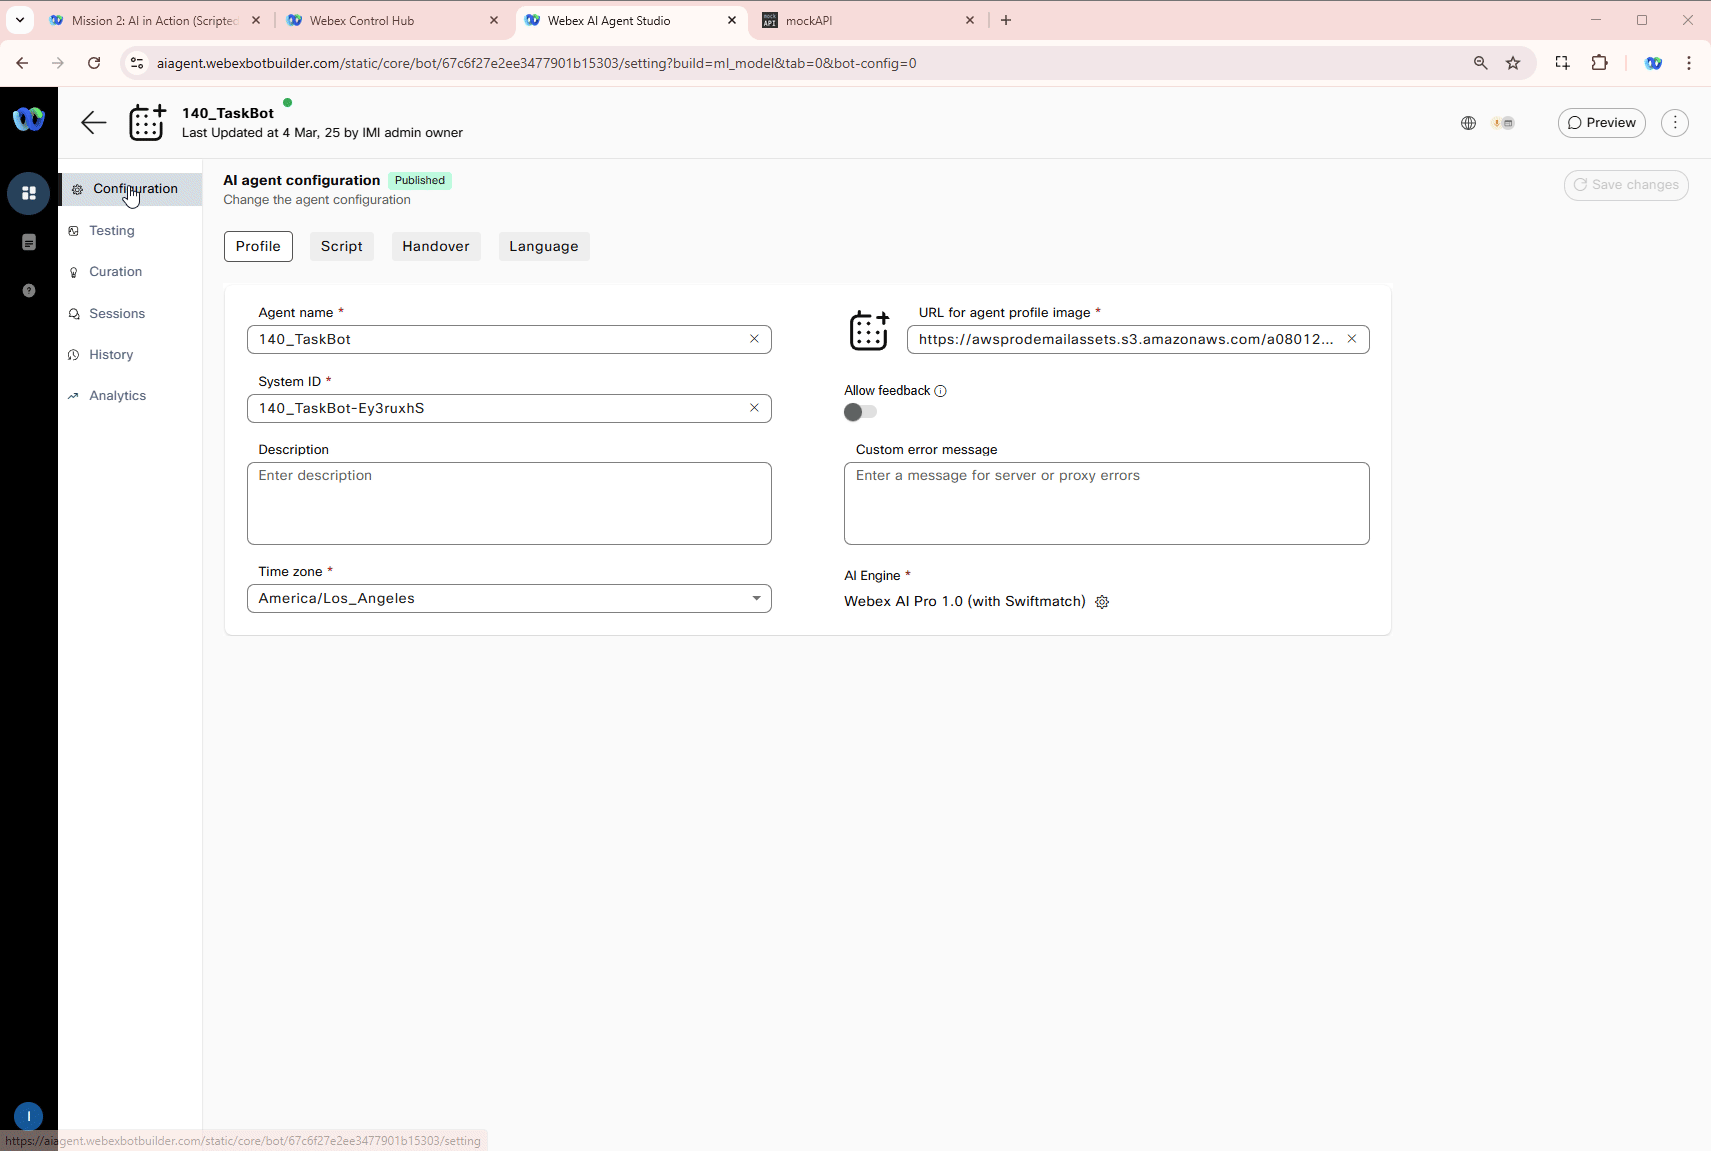 Mission 2: AI in Action (Scripted
Webex Control Hub
Webex AI Agent Studio
mockAPI
aiagent.webexbotbuilder.com/static/core/bot/67c6f27e2ee3477901b15303/setting?build=ml_model&tab=0&bot-config=0
140_TaskBot
Last Updated at 4 Mar, 25 by IMI admin owner
Preview
Configuration
Testing
Curation
Sessions
History
Analytics
AI agent configuration Published
Change the agent configuration
Save changes
Profile Script Handover Language
Agent name *
140_TaskBot
URL for agent profile image *
https://awsprodemailassets.s3.amazonaws.com/a08012...
System ID *
140_TaskBot-Ey3ruxhS
Allow feedback
Description
Enter description
Custom error message
Enter a message for server or proxy errors
Time zone *
America/Los_Angeles
AI Engine *
Webex AI Pro 1.0 (with Swiftmatch)
I
https://aiagent.webexbotbuilder.com/static/core/bot/67c6f27e2ee3477901b15303/setting